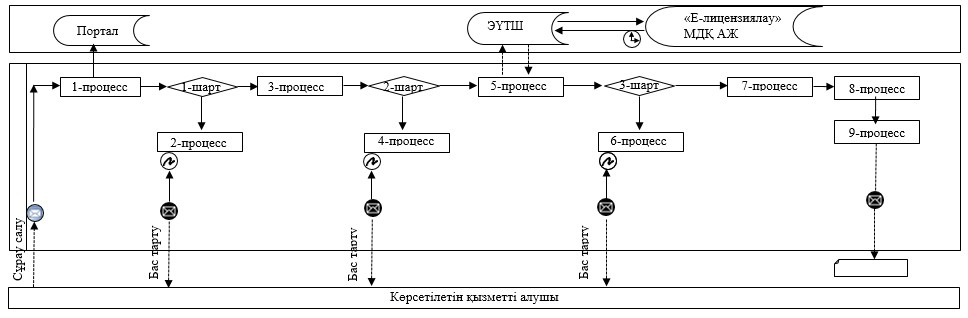 Портал
ЭҮТШ
«Е-лицензиялау»
МДҚ АЖ
1-процесс
1-шарт
3-процесс
2-шарт
5-процесс
3-шарт
7-процесс
8-процесс
2-процесс
4-процесс
6-процесс
9-процесс
Сұрау салу
Бас тарту
Бас тарту
Бас тарту
Көрсетілетін қызметті алушы